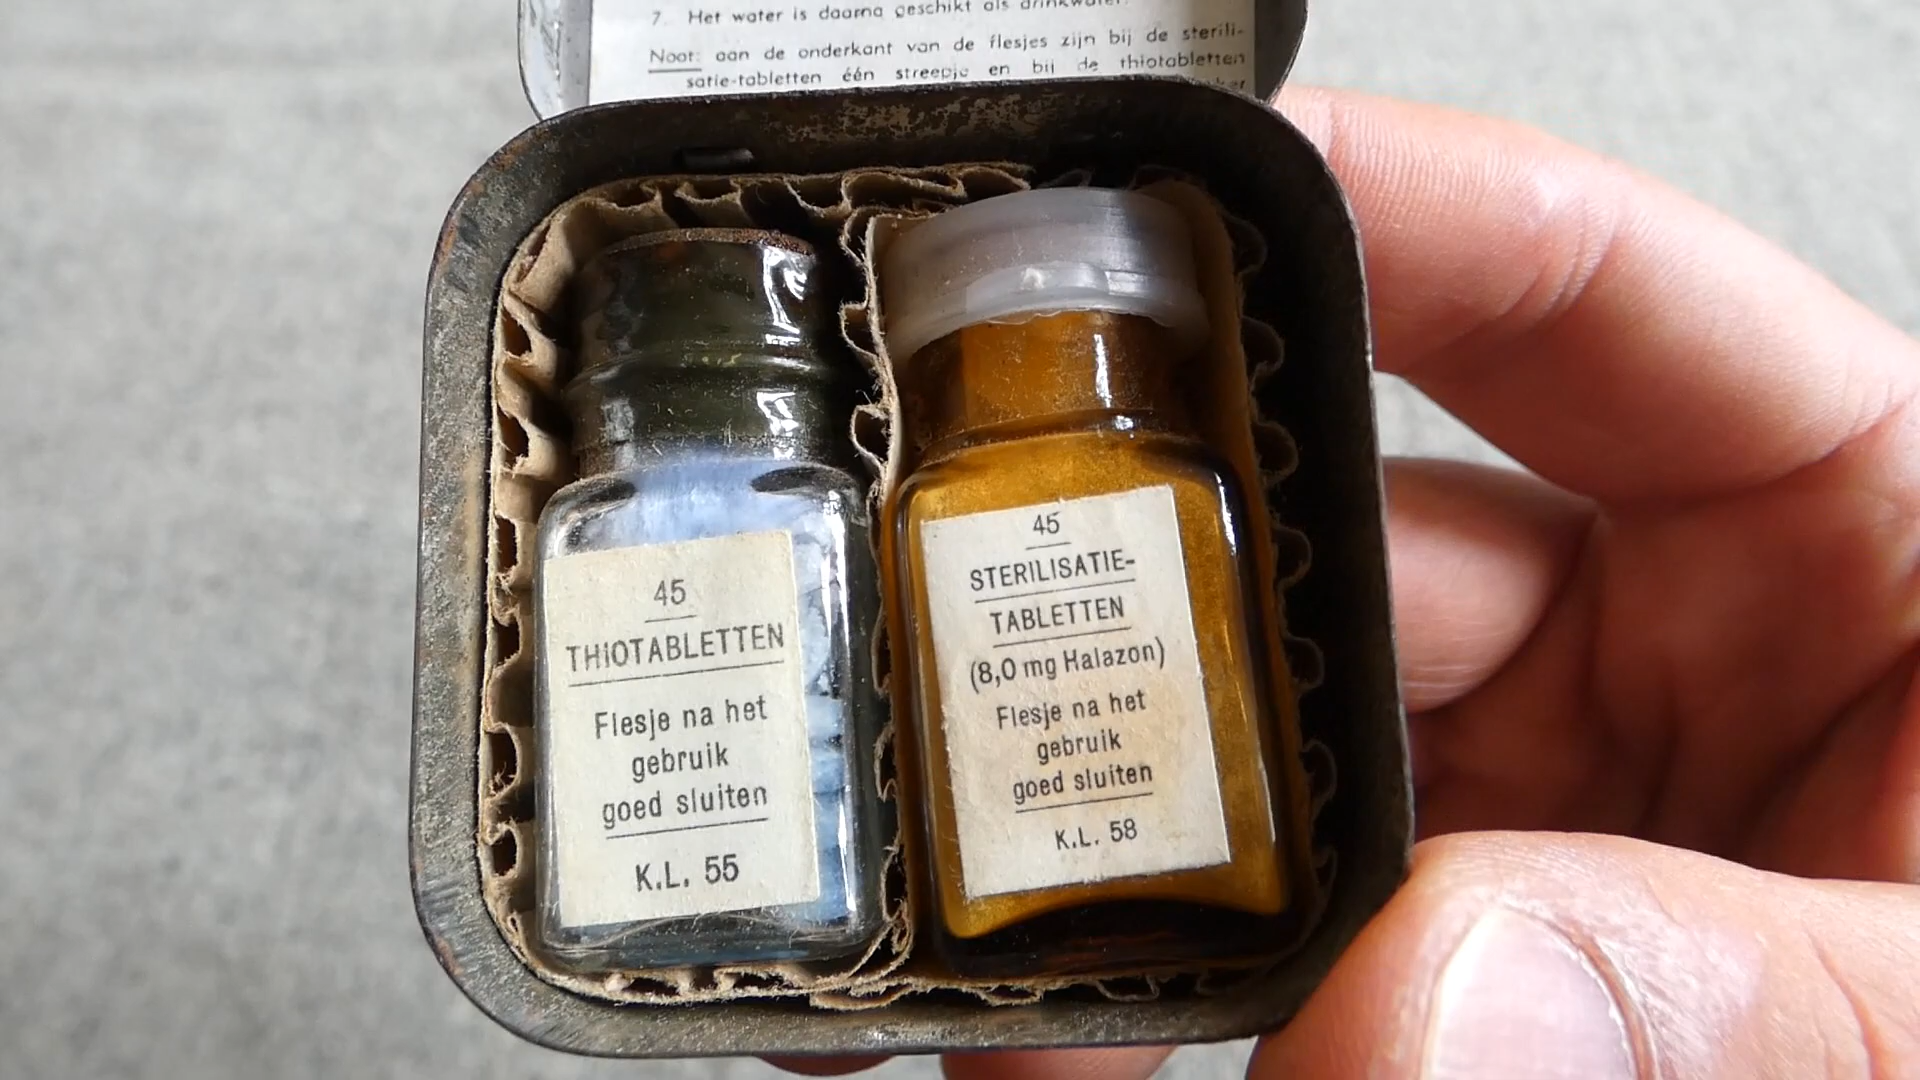 7. Het water is daarna geschikt als drinkwater.
Noot: aan de onderkant van de flesjes zijn bij de sterili-
satie-tabletten één streepje en bij de thiotabletten
45
THIOTABLETTEN
Flesje na het
gebruik
goed sluiten
K.L. 55
45
STERILISATIE-
TABLETTEN
(8,0 mg Halazon)
Flesje na het
gebruik
goed sluiten
K.L. 58